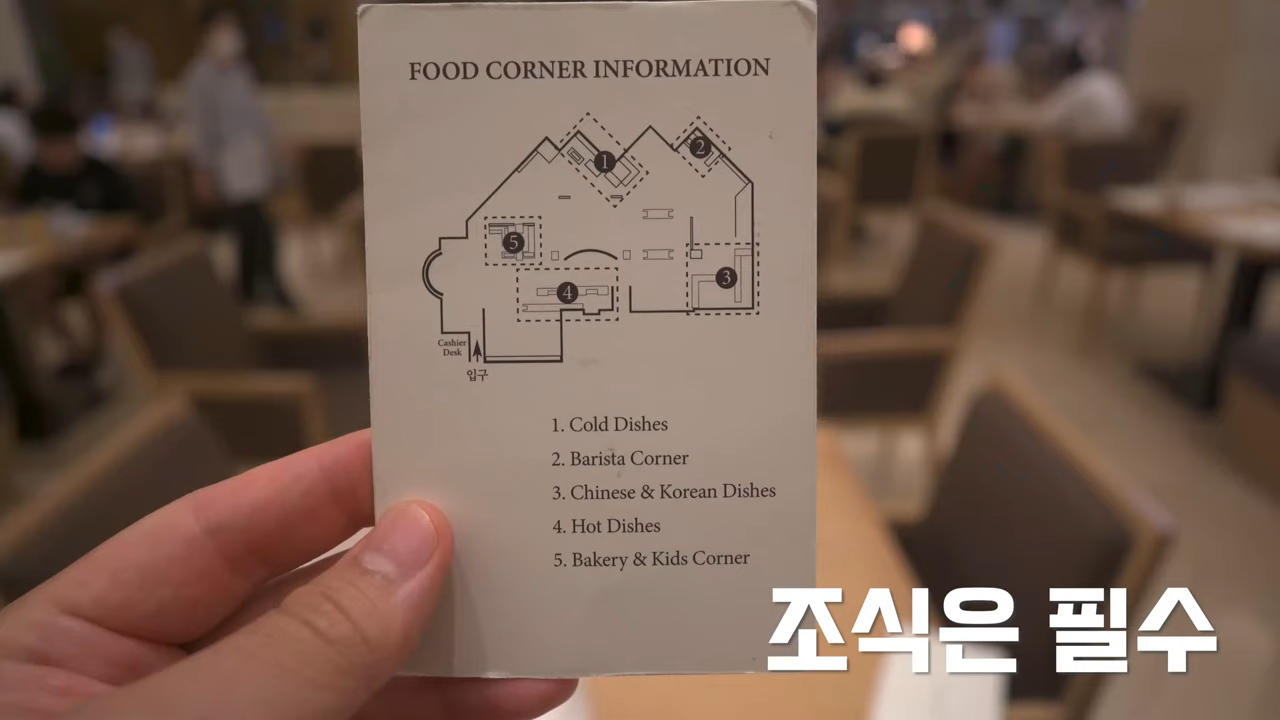 FOOD CORNER INFORMATION
1
2
5
3
4
Cashier
Desk
입구
1. Cold Dishes
2. Barista Corner
3. Chinese & Korean Dishes
4. Hot Dishes
5. Bakery & Kids Corner
조식은 필수